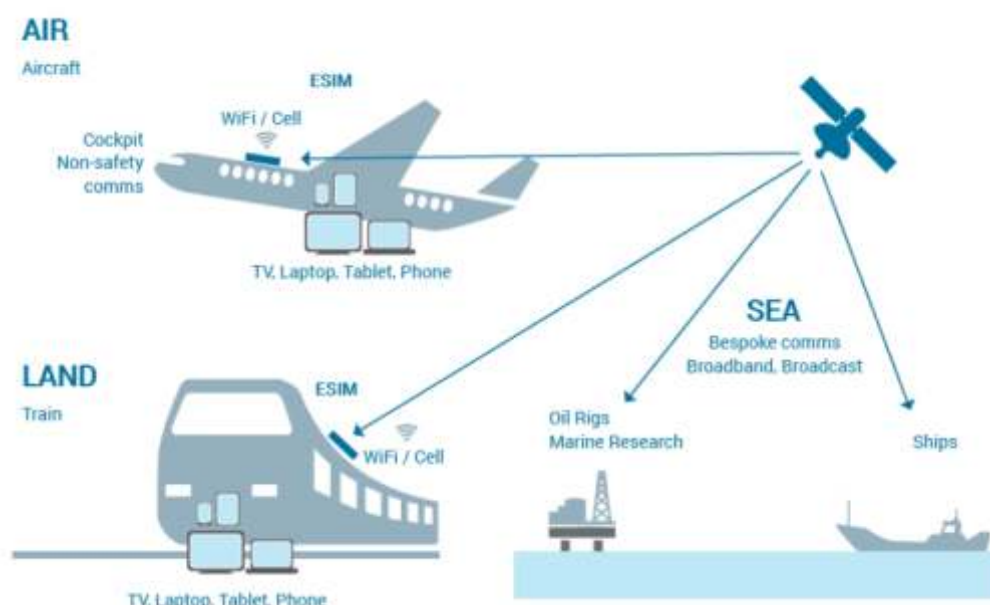 AIR
Aircraft
ESIM
WiFi / Cell
Cockpit
Non-safety
comms
TV, Laptop, Tablet, Phone
SEA
Bespoke comms
Broadband, Broadcast
LAND
Train
ESIM
WiFi / Cell
Oil Rigs
Marine Research
Ships
TV, Laptop, Tablet, Phone